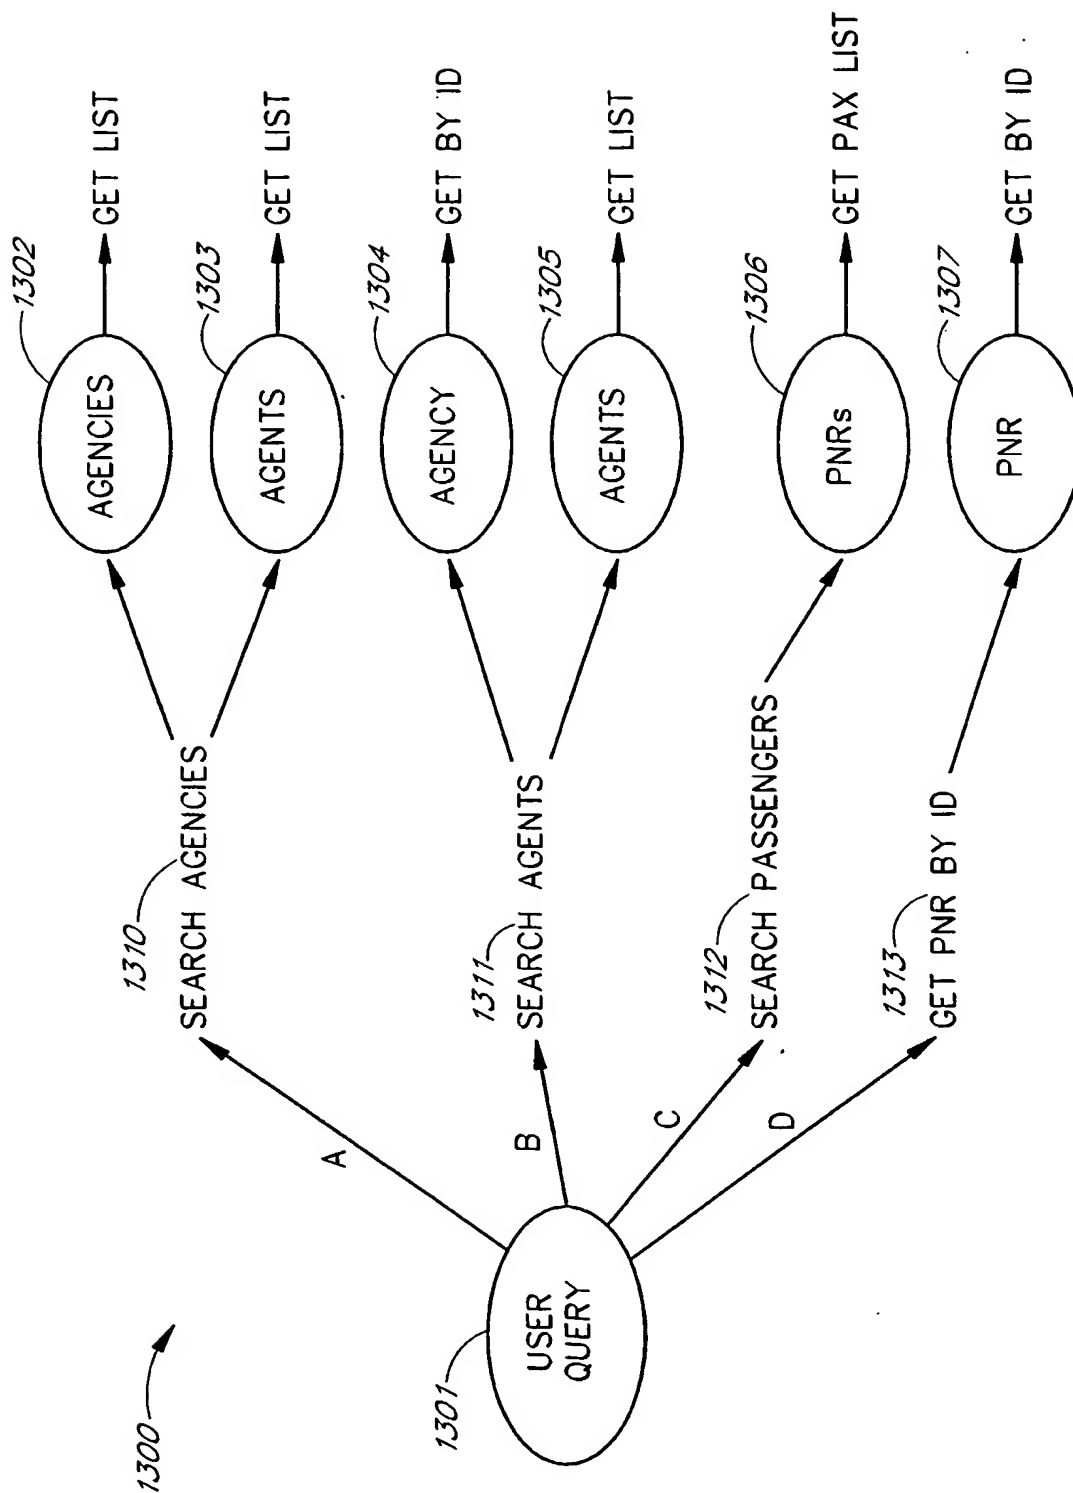 1300
1301
USER
QUERY
A
B
C
D
1310
SEARCH AGENCIES
1311
SEARCH AGENTS
1312
SEARCH PASSENGERS
1313
GET PNR BY ID
1302
AGENCIES
GET LIST
1303
AGENTS
GET LIST
1304
AGENCY
GET BY ID
1305
AGENTS
GET LIST
1306
PNRs
GET PAX LIST
1307
PNR
GET BY ID